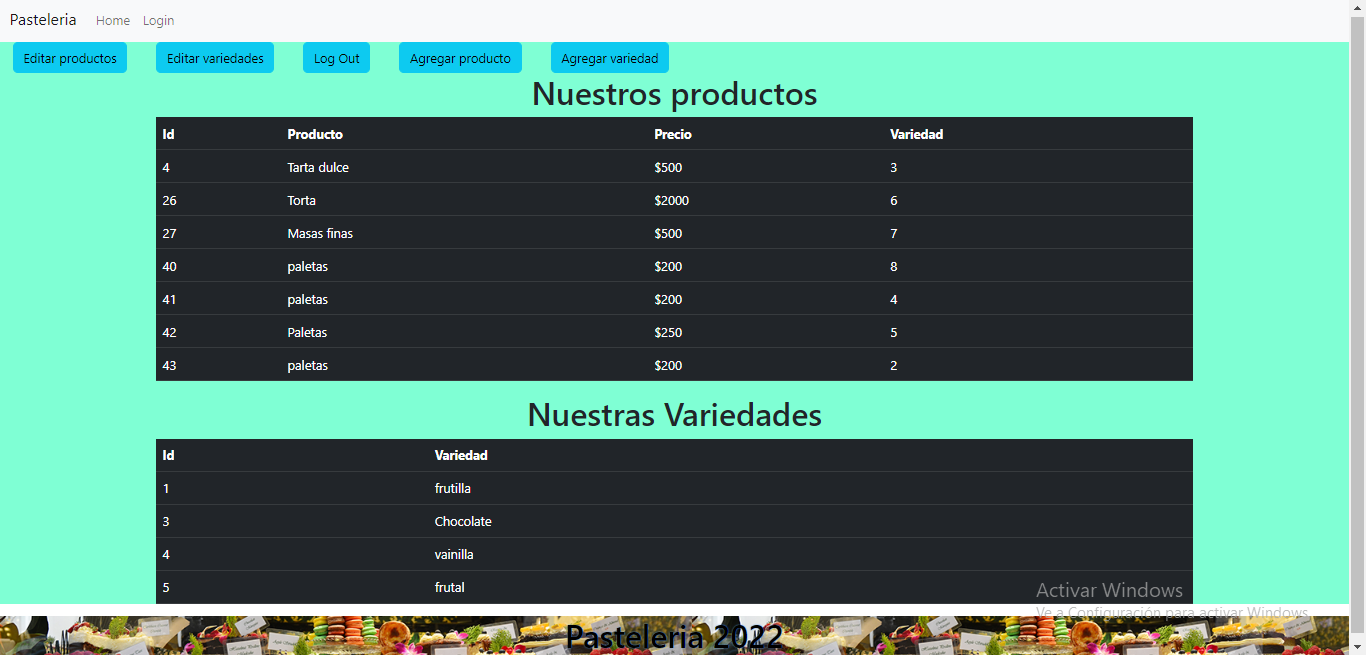 Pasteleria Home Login
Editar productos Editar variedades Log Out Agregar producto Agregar variedad
Nuestros productos
Id Producto Precio Variedad
4 Tarta dulce $500 3
26 Torta $2000 6
27 Masas finas $500 7
40 paletas $200 8
41 paletas $200 4
42 Paletas $250 5
43 paletas $200 2
Nuestras Variedades
Id Variedad
1 frutilla
3 Chocolate
4 vainilla
5 frutal
Activar Windows
Ve a Configuración para activar Windows.
Pasteleria 2022